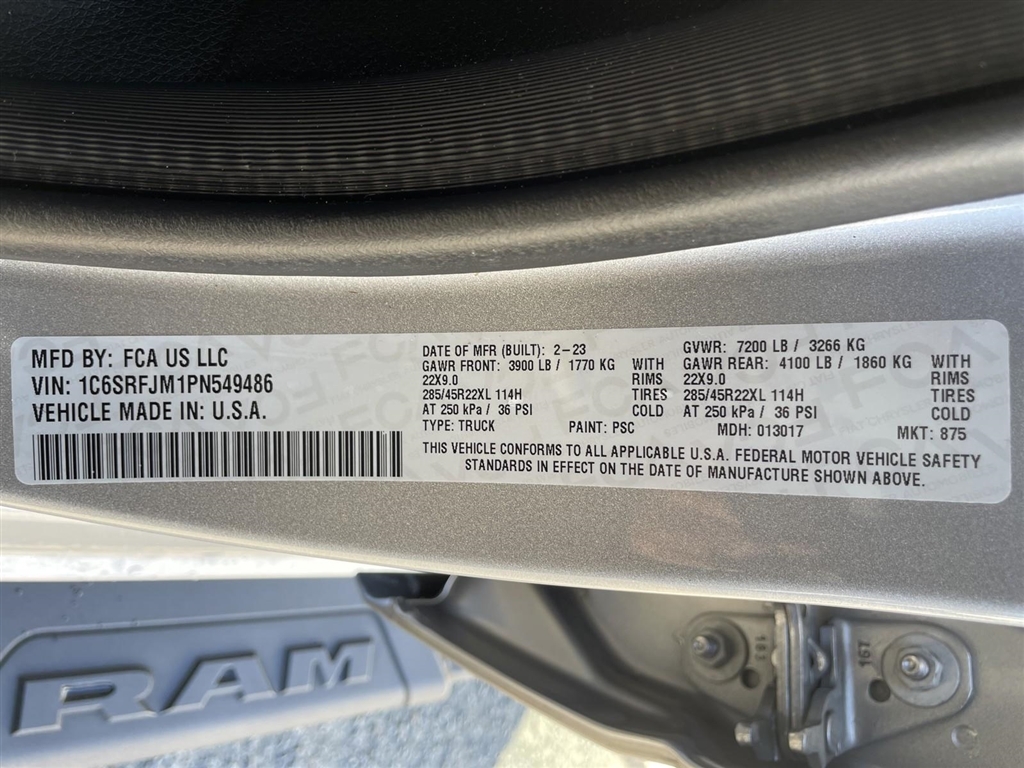 MFD BY: FCA US LLC
VIN: 1C6SRFJM1PN549486
VEHICLE MADE IN: U.S.A.
DATE OF MFR (BUILT): 2-23 GVWR: 7200 LB / 3266 KG
GAWR FRONT: 3900 LB / 1770 KG WITH GAWR REAR: 4100 LB / 1860 KG WITH
22X9.0 RIMS 22X9.0 RIMS
285/45R22XL 114H TIRES 285/45R22XL 114H TIRES
AT 250 kPa / 36 PSI COLD AT 250 kPa / 36 PSI COLD
TYPE: TRUCK PAINT: PSC MDH: 013017 MKT: 875
THIS VEHICLE CONFORMS TO ALL APPLICABLE U.S.A. FEDERAL MOTOR VEHICLE SAFETY
STANDARDS IN EFFECT ON THE DATE OF MANUFACTURE SHOWN ABOVE.
183
167
RAM